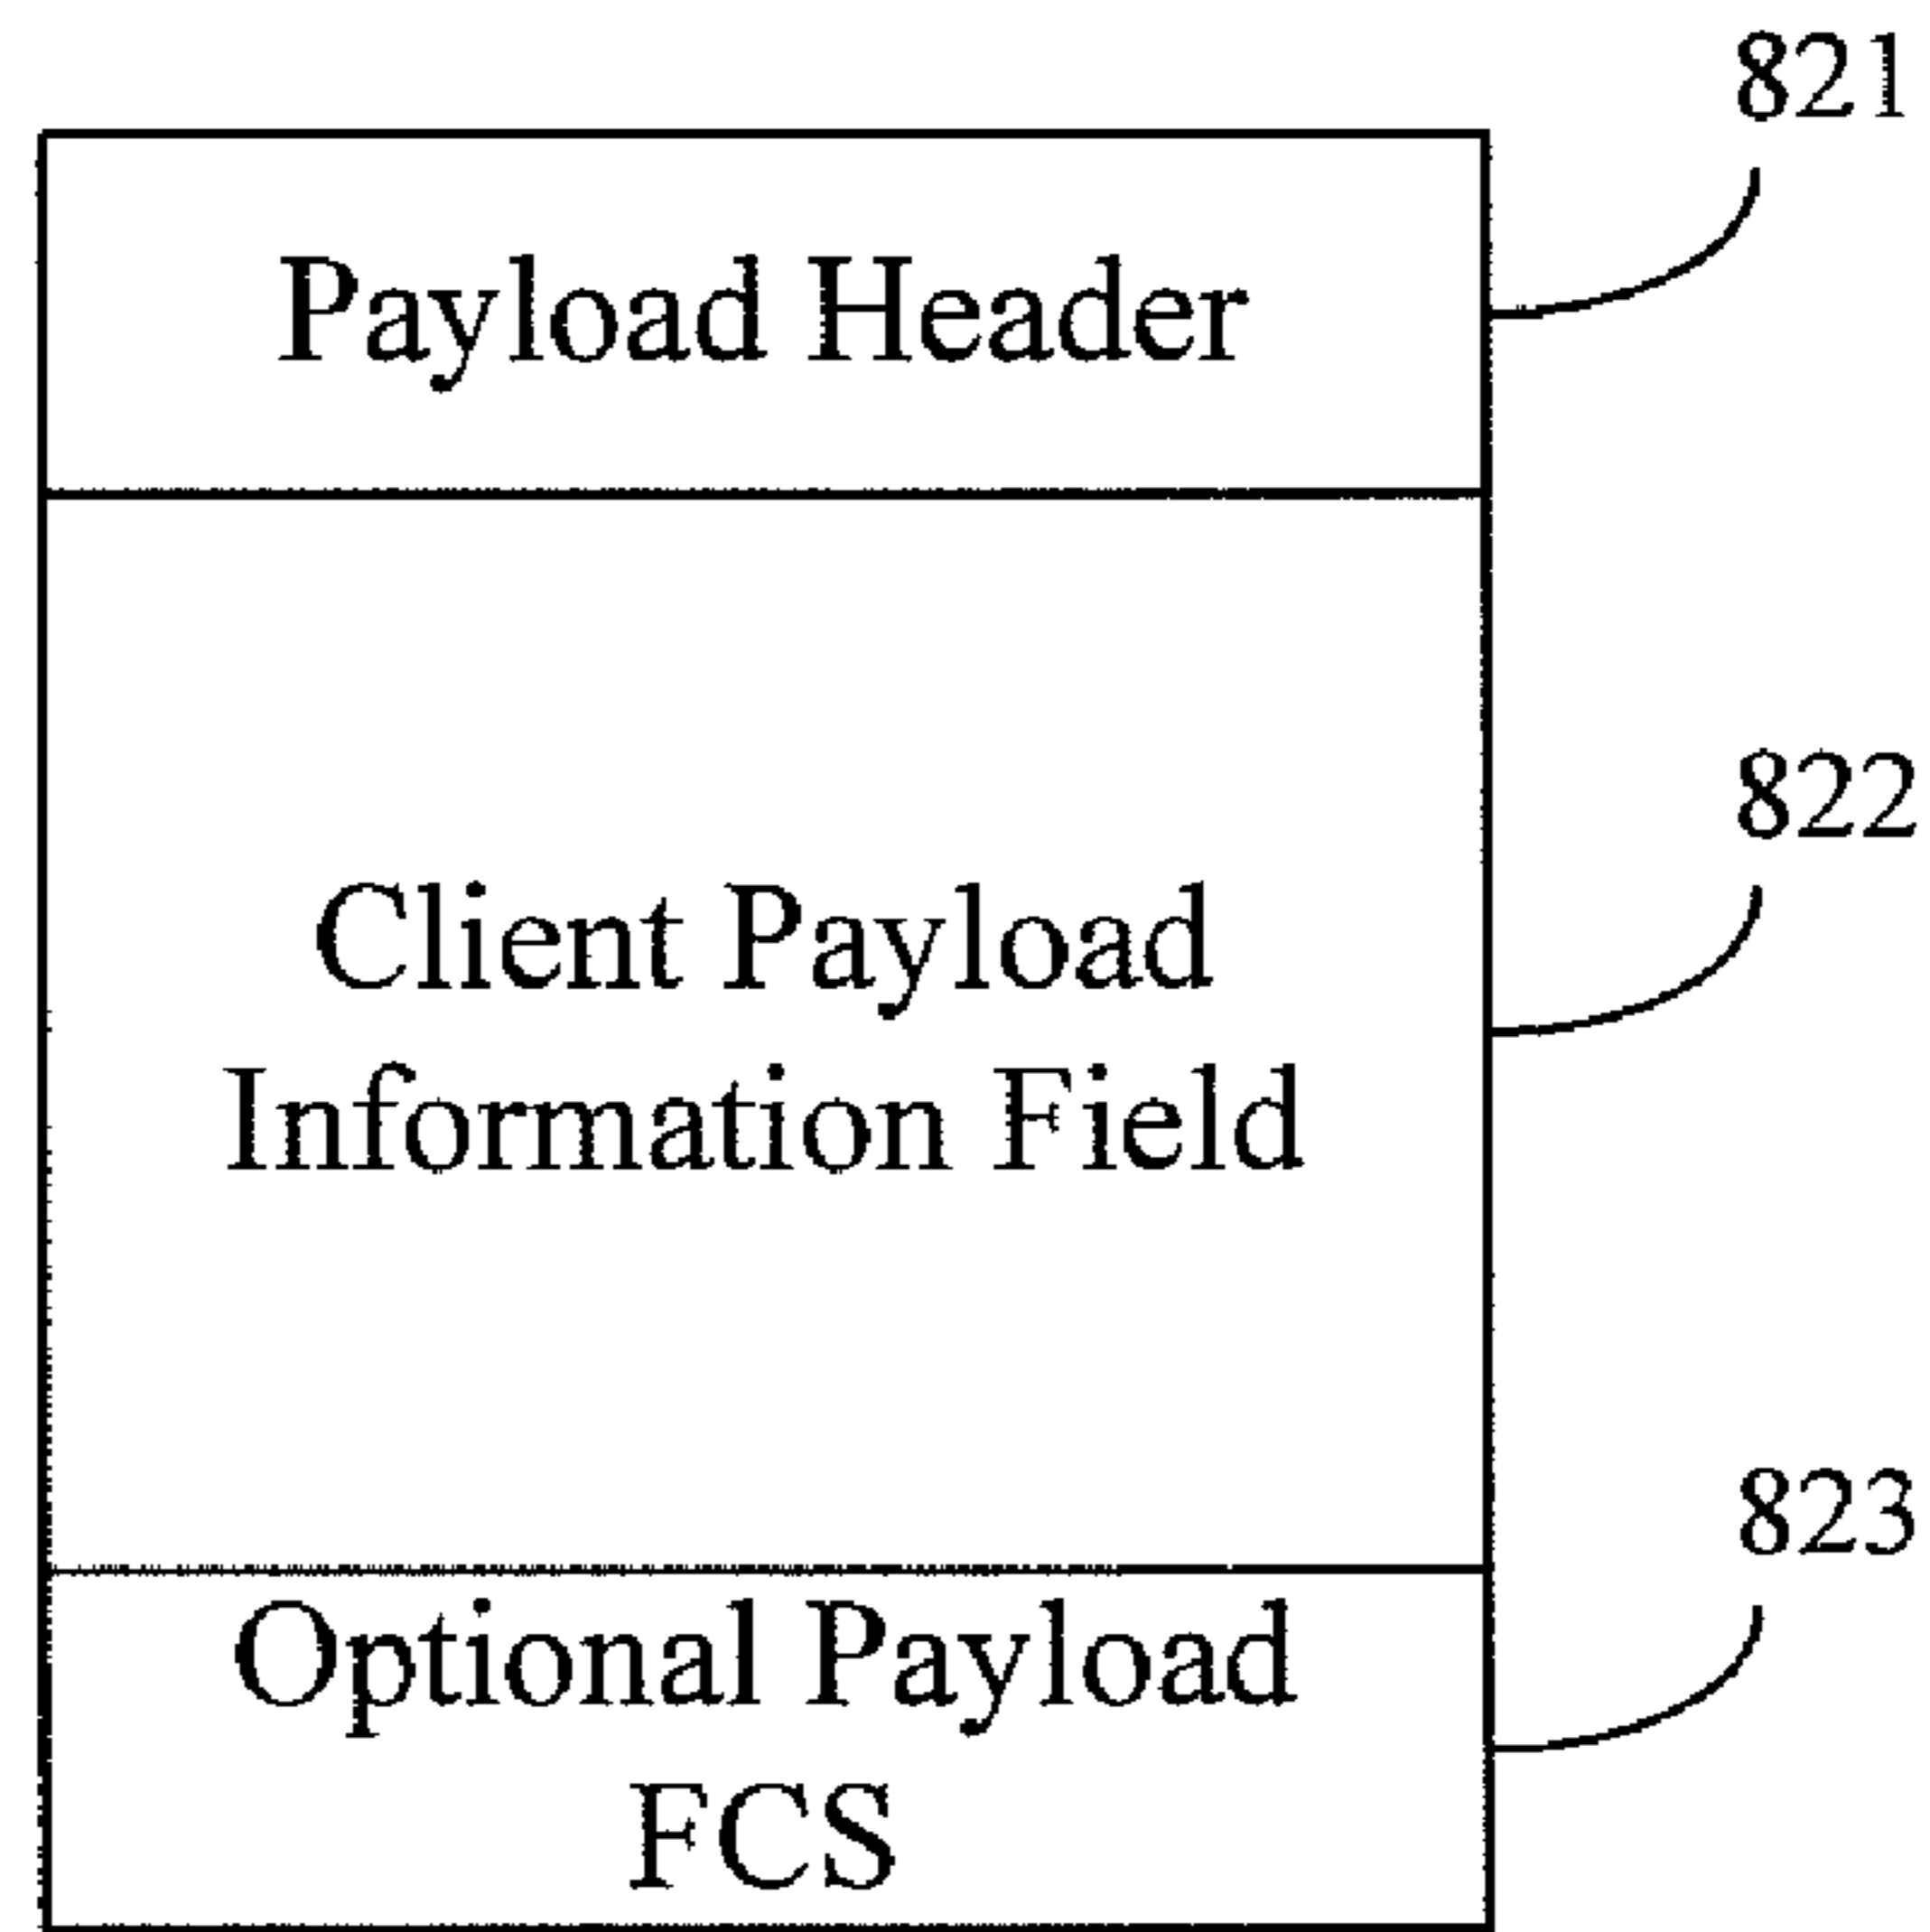 821
Payload Header
822
Client Payload
Information Field
823
Optional Payload
FCS